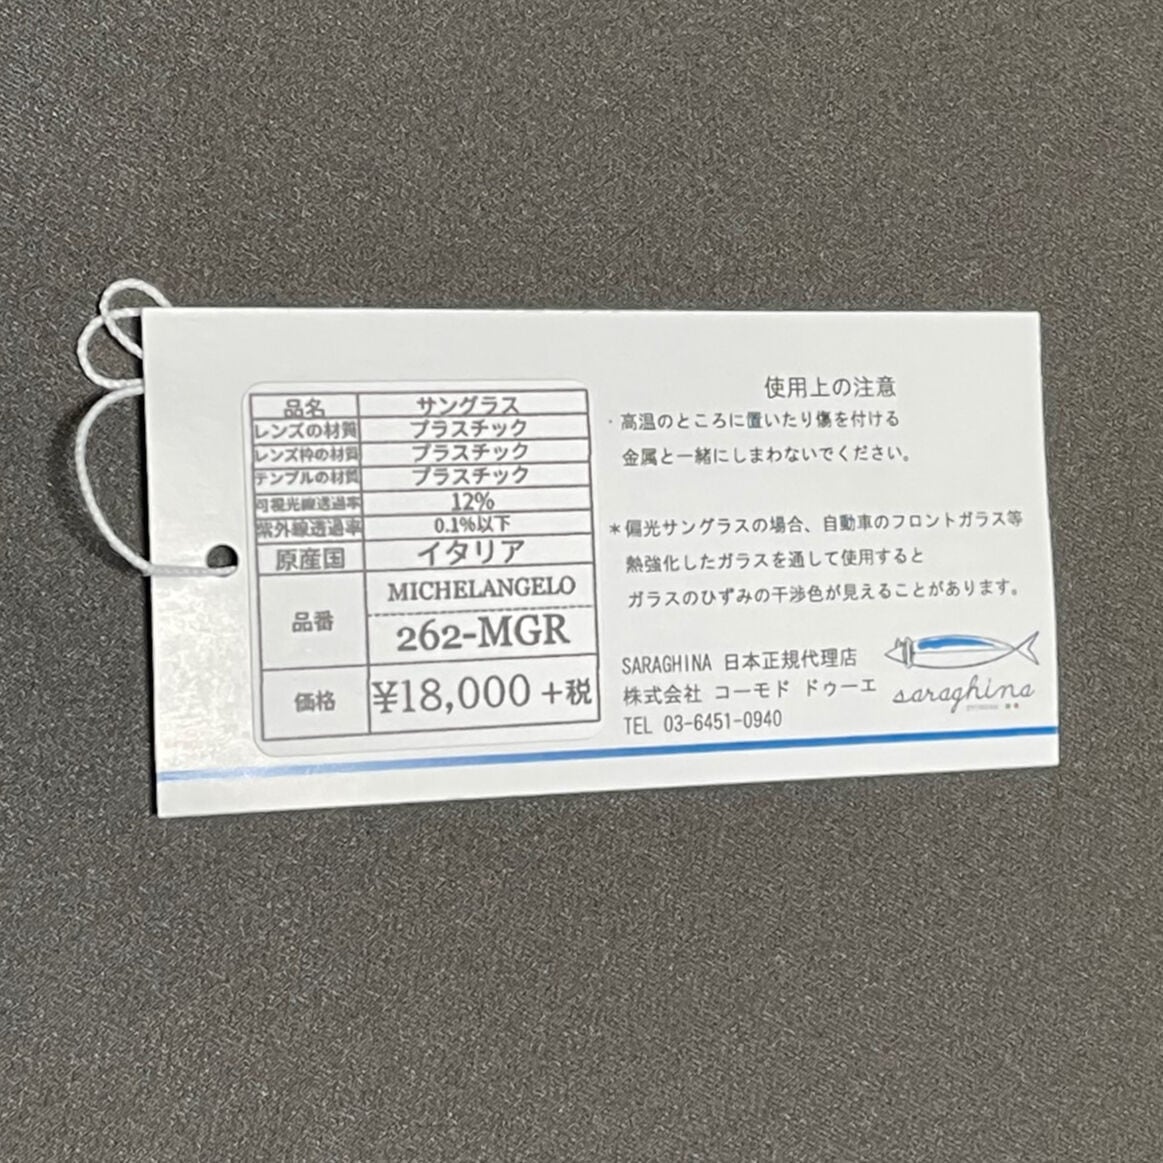 品名 サングラス
レンズの材質 プラスチック
レンズ枠の材質 プラスチック
テンプルの材質 プラスチック
可視光線透過率 12%
紫外線透過率 0.1%以下
原産国 イタリア
品番 MICHELANGELO
262-MGR
価格 ¥18,000 +税
使用上の注意
・高温のところに置いたり傷を付ける
金属と一緒にしまわないでください。
＊偏光サングラスの場合、自動車のフロントガラス等
熱強化したガラスを通して使用すると
ガラスのひずみの干渉色が見えることがあります。
SARAGHINA 日本正規代理店
株式会社 コーモド ドゥーエ
TEL 03-6451-0940
saraghina